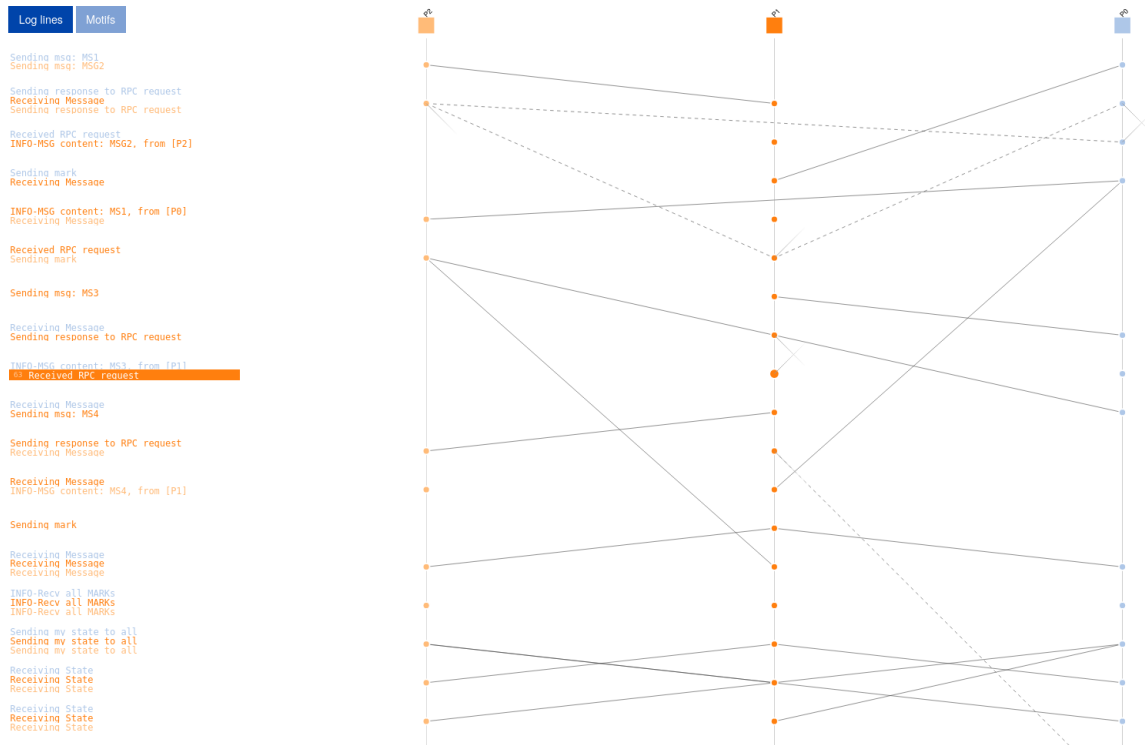 Log lines Motifs
P2 P1 P0
Sending msg: MS1
Sending msg: MSG2
Sending response to RPC request
Receiving Message
Sending response to RPC request
Received RPC request
INFO-MSG content: MSG2, from [P2]
Sending mark
Receiving Message
INFO-MSG content: MS1, from [P0]
Receiving Message
Received RPC request
Sending mark
Sending msg: MS3
Receiving Message
Sending response to RPC request
INFO-MSG content: MS3, from [P1]
63 Received RPC request
Receiving Message
Sending msg: MS4
Sending response to RPC request
Receiving Message
Receiving Message
INFO-MSG content: MS4, from [P1]
Sending mark
Receiving Message
Receiving Message
Receiving Message
INFO-Recv all MARKs
INFO-Recv all MARKs
INFO-Recv all MARKs
Sending my state to all
Sending my state to all
Sending my state to all
Receiving State
Receiving State
Receiving State
Receiving State
Receiving State
Receiving State